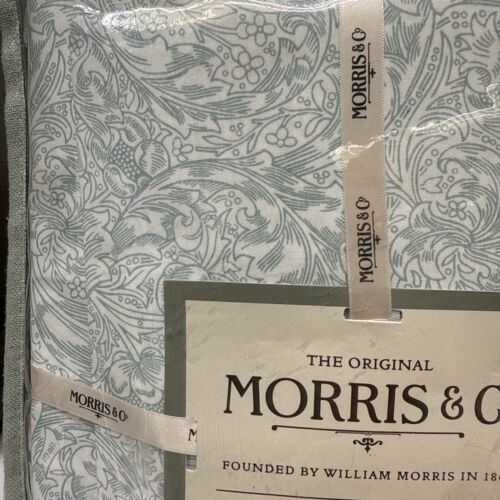 MORRIS & Co
MORRIS & Co
THE ORIGINAL
MORRIS & C
MORRIS & Co
M
FOUNDED BY WILLIAM MORRIS IN 18